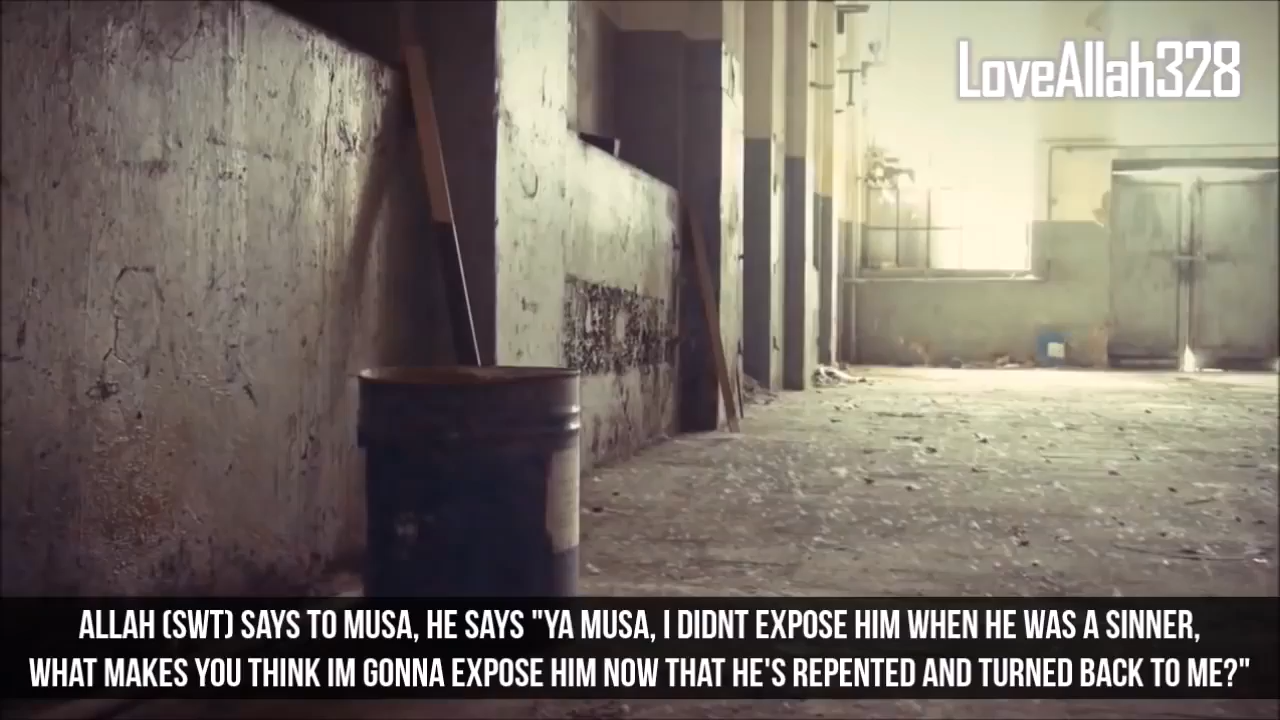 LoveAllah328
ALLAH (SWT) SAYS TO MUSA, HE SAYS "YA MUSA, I DIDNT EXPOSE HIM WHEN HE WAS A SINNER,
WHAT MAKES YOU THINK IM GONNA EXPOSE HIM NOW THAT HE'S REPENTED AND TURNED BACK TO ME?"